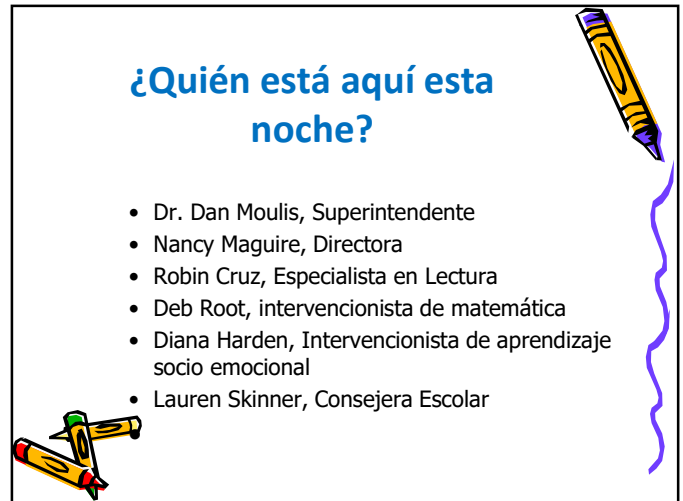 ¿Quién está aquí esta
noche?
• Dr. Dan Moulis, Superintendente
• Nancy Maguire, Directora
• Robin Cruz, Especialista en Lectura
• Deb Root, intervencionista de matemática
• Diana Harden, Intervencionista de aprendizaje
socio emocional
• Lauren Skinner, Consejera Escolar